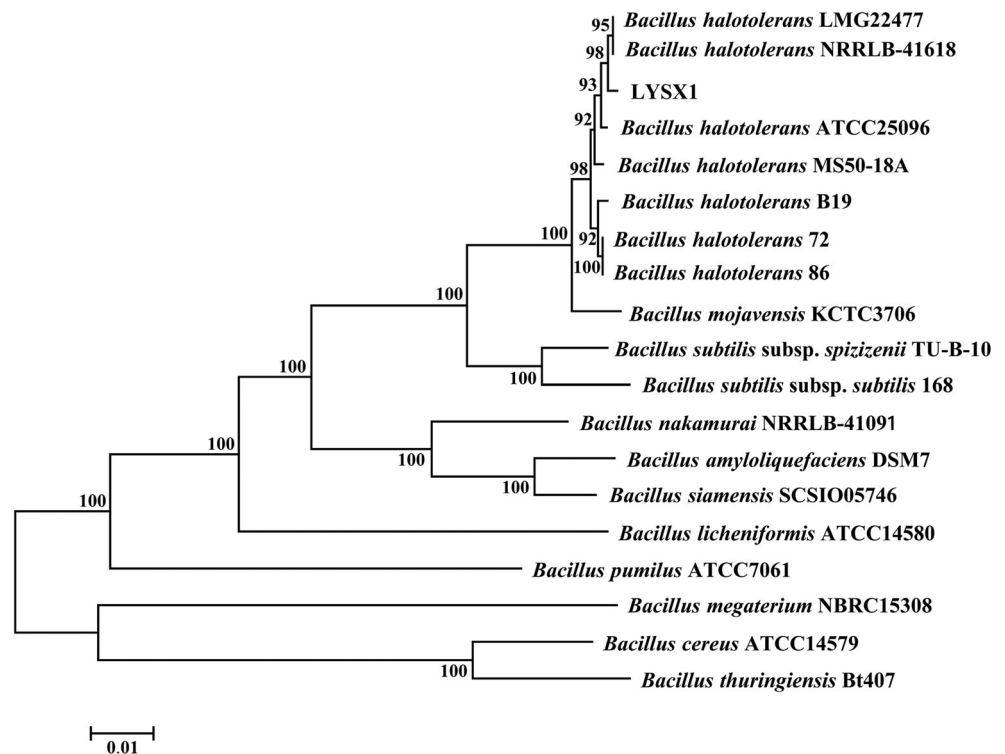 95
Bacillus halotolerans LMG22477
98
Bacillus halotolerans NRRLB-41618
93
LYSX1
92
Bacillus halotolerans ATCC25096
98
Bacillus halotolerans MS50-18A
Bacillus halotolerans B19
100
92
Bacillus halotolerans 72
100
Bacillus halotolerans 86
100
Bacillus mojavensis KCTC3706
Bacillus subtilis subsp. spizizenii TU-B-10
100
100
Bacillus subtilis subsp. subtilis 168
Bacillus nakamurai NRRLB-41091
100
100
Bacillus amyloliquefaciens DSM7
100
Bacillus siamensis SCSIO05746
100
Bacillus licheniformis ATCC14580
Bacillus pumilus ATCC7061
Bacillus megaterium NBRC15308
Bacillus cereus ATCC14579
100
Bacillus thuringiensis Bt407
0.01